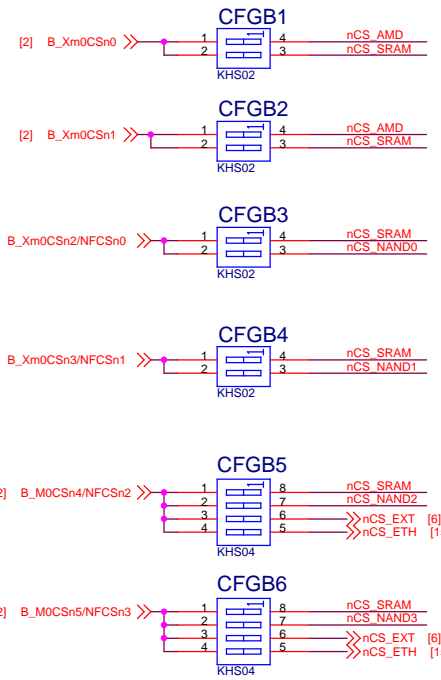 CFGB1
[2] B_Xm0CSn0 1 4 nCS_AMD
2 3 nCS_SRAM
KHS02
CFGB2
[2] B_Xm0CSn1 1 4 nCS_AMD
2 3 nCS_SRAM
KHS02
CFGB3
B_Xm0CSn2/NFCSn0 1 4 nCS_SRAM
2 3 nCS_NAND0
KHS02
CFGB4
B_Xm0CSn3/NFCSn1 1 4 nCS_SRAM
2 3 nCS_NAND1
KHS02
CFGB5
2] B_M0CSn4/NFCSn2 1 8 nCS_SRAM
2 7 nCS_NAND2
3 6 nCS_EXT [6]
4 5 nCS_ETH [1
KHS04
CFGB6
2] B_M0CSn5/NFCSn3 1 8 nCS_SRAM
2 7 nCS_NAND3
3 6 nCS_EXT [6]
4 5 nCS_ETH [1
KHS04